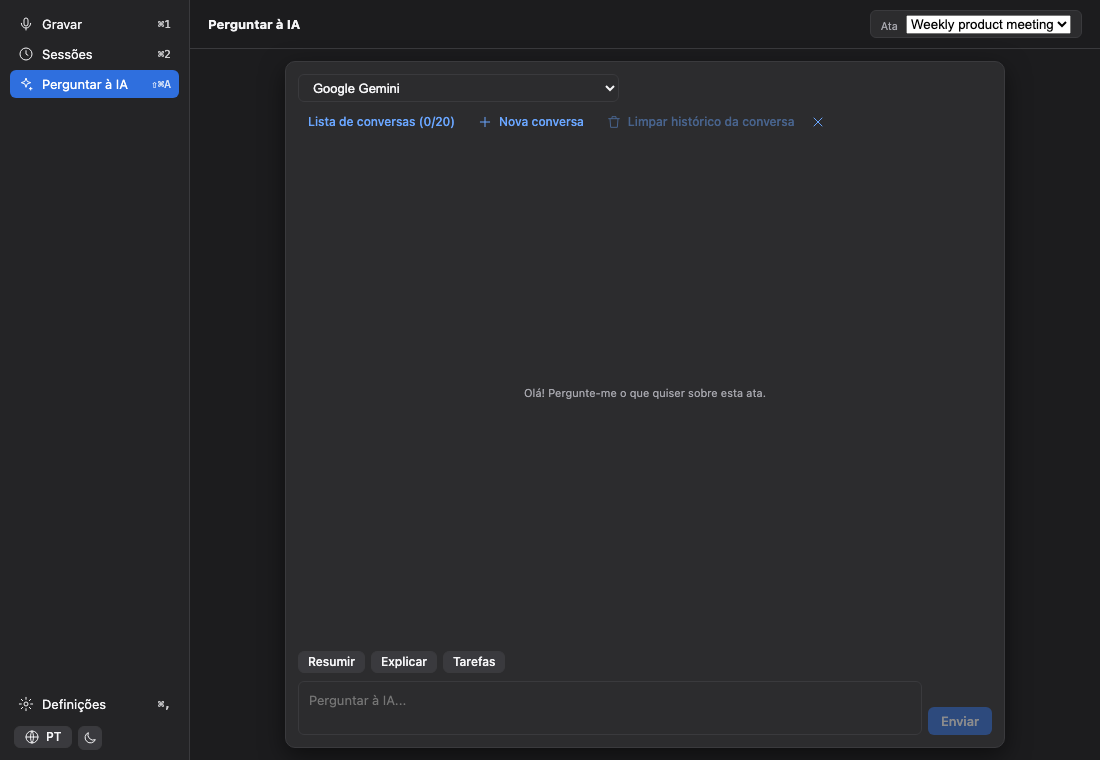 Gravar ⌘1
Sessões ⌘2
Perguntar à IA ⇧⌘A
Definições ⌘,
PT
Perguntar à IA
Ata Weekly product meeting
Google Gemini
Lista de conversas (0/20) + Nova conversa Limpar histórico da conversa
Olá! Pergunte-me o que quiser sobre esta ata.
Resumir Explicar Tarefas
Perguntar à IA...
Enviar